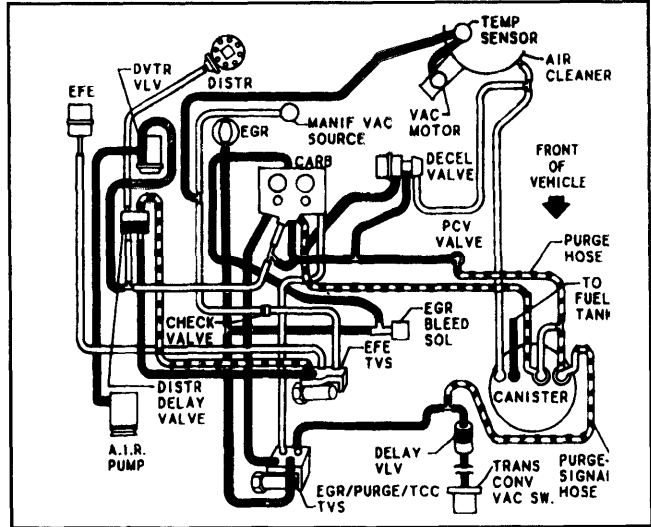 TEMP
SENSOR
AIR
CLEANER
DVTR
VLV
DISTR
EFE
VAC
MOTOR
MANIF VAC
SOURCE
EGR
CARB
DECEL
VALVE
FRONT
OF
VEHICLE
PCV
VALVE
PURGE
HOSE
TO
FUEL
TANK
EGR
BLEED
SOL
CHECK
VALVE
EFE
TVS
DISTR
DELAY
VALVE
CANISTER
A.I.R.
PUMP
DELAY
VLV
TRANS
CONV
VAC SW.
PURGE-
SIGNAL
HOSE
EGR/PURGE/TCC
TVS